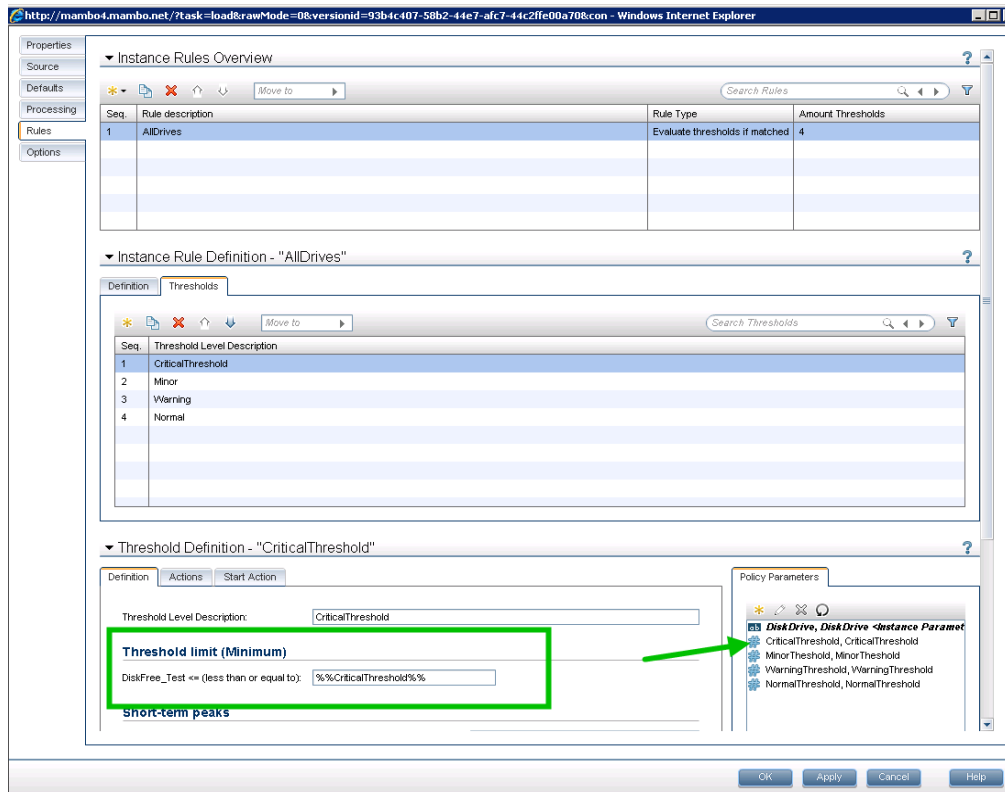 http://mambo4.mambo.net/?task=load&rawMode=0&versionid=93b4c407-58b2-44e7-afc7-44c2ffe00a70&con - Windows Internet Explorer
Properties
Source
Defaults
Processing
Rules
Options
Instance Rules Overview
?
Move to
Search Rules
Seq. Rule description Rule Type Amount Thresholds
1 AllDrives Evaluate thresholds if matched 4
Instance Rule Definition - "AllDrives"
?
Definition Thresholds
Move to
Search Thresholds
Seq. Threshold Level Description
1 CriticalThreshold
2 Minor
3 Warning
4 Normal
Threshold Definition - "CriticalThreshold"
?
Definition Actions Start Action
Threshold Level Description: CriticalThreshold
Threshold limit (Minimum)
DiskFree_Test <= (less than or equal to): %%CriticalThreshold%%
Short-term peaks
Policy Parameters
ab DiskDrive, DiskDrive <Instance Paramet
CriticalThreshold, CriticalThreshold
MinorTheshold, MinorTheshold
WarningThreshold, WarningThreshold
NormalThreshold, NormalThreshold
OK Apply Cancel Help